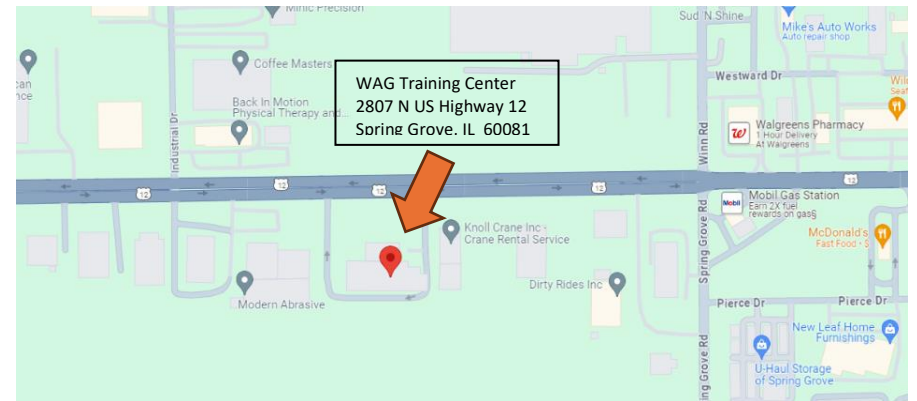 Minic Precision
Sud 'N Shine
Mike's Auto Works
Auto repair shop
Coffee Masters
Westward Dr
WAG Training Center
2807 N US Highway 12
Spring Grove, IL 60081
Back In Motion
Physical Therapy and...
Industrial Dr
Winn Rd
Walgreens Pharmacy
1 Hour Delivery
At Walgreens
12
12
12
12
12
Mobil
Mobil Gas Station
Earn 2X fuel
rewards on gas§
Knoll Crane Inc -
Crane Rental Service
McDonald's
Fast Food • $
Spring Grove Rd
Dirty Rides Inc
Modern Abrasive
Pierce Dr
Pierce Dr
New Leaf Home
Furnishings
U-Haul Storage
of Spring Grove